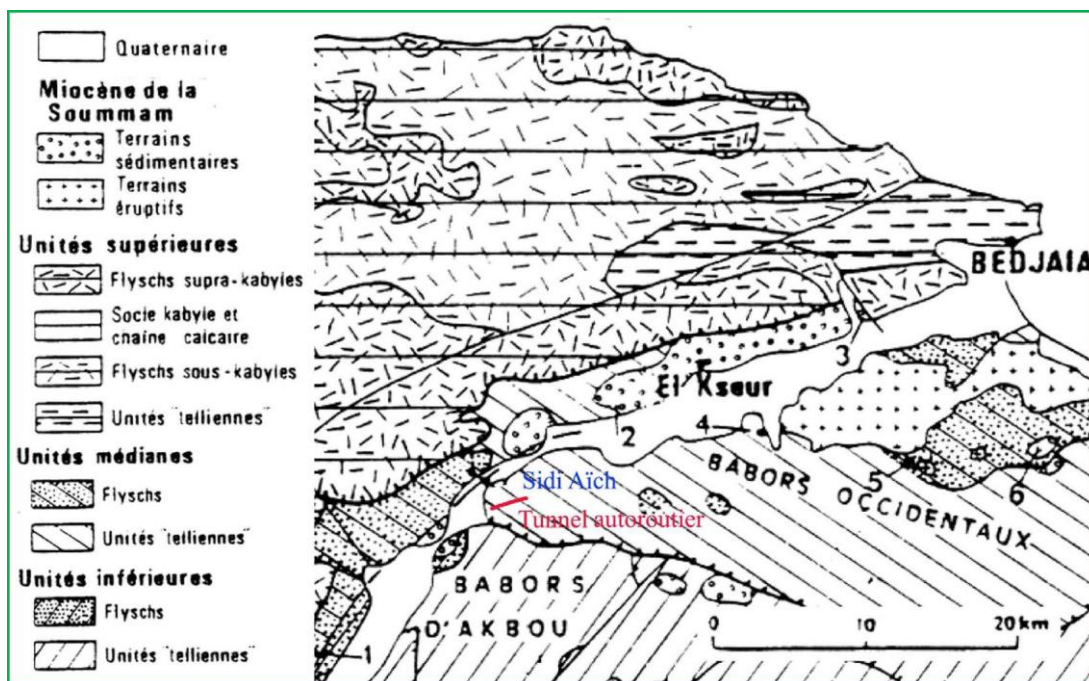 Quaternaire
Miocène de la
Soummam
Terrains
sédimentaires
Terrains
éruptifs
Unités supérieures
Flyschs supra-kabyles
Socle kabyle et
chaîne calcaire
Flyschs sous-kabyles
Unités "telliennes"
Unités médianes
Flyschs
Unités "telliennes"
Unités inférieures
Flyschs
Unités "telliennes"
BEDJAIA
3
El Kseur
2
4
Sidi Aïch
Tunnel autoroutier
BABORS
OCCIDENTAUX
5
6
BABORS
D'AKBOU
1
0
10
20 km